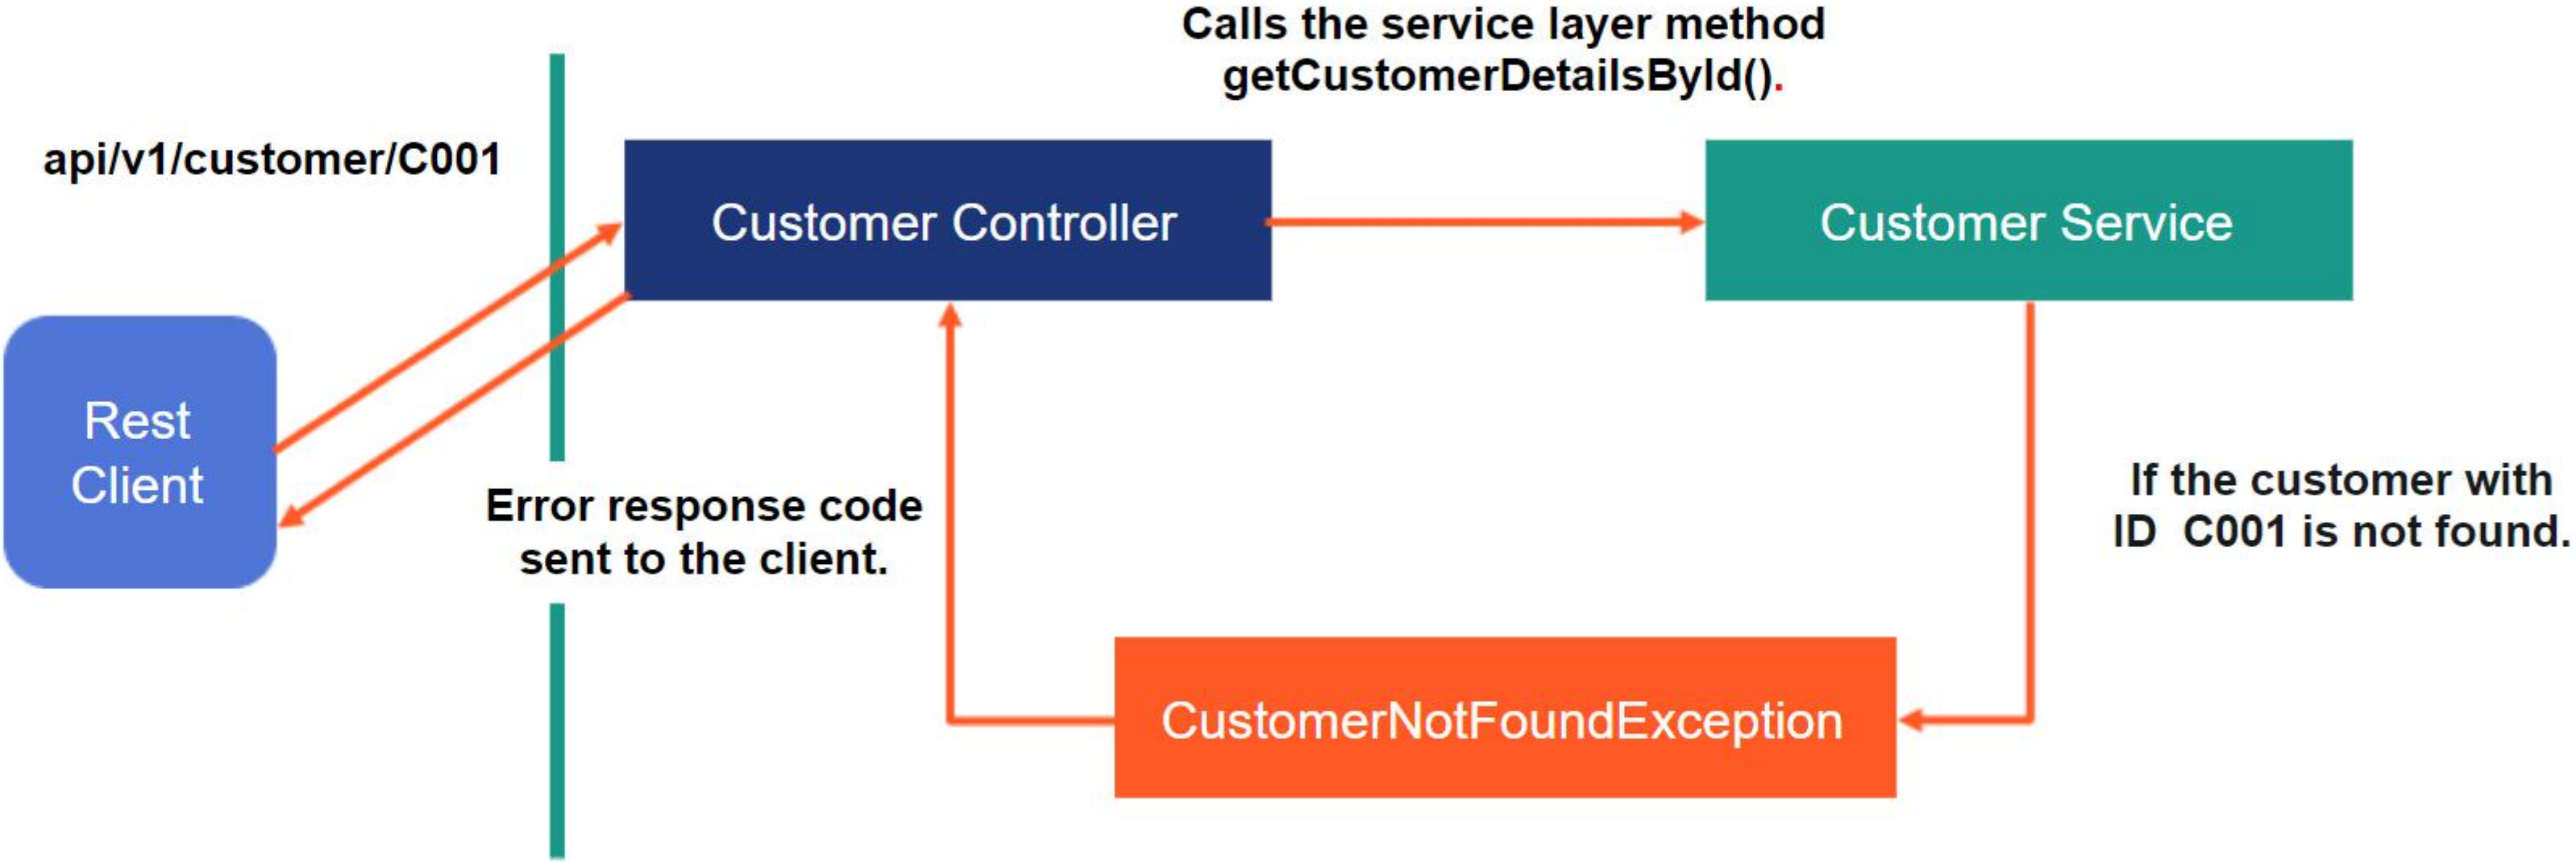 Calls the service layer method
getCustomerDetailsById().
api/v1/customer/C001
Customer Controller
Customer Service
Rest
Client
Error response code
sent to the client.
If the customer with
ID  C001 is not found.
CustomerNotFoundException